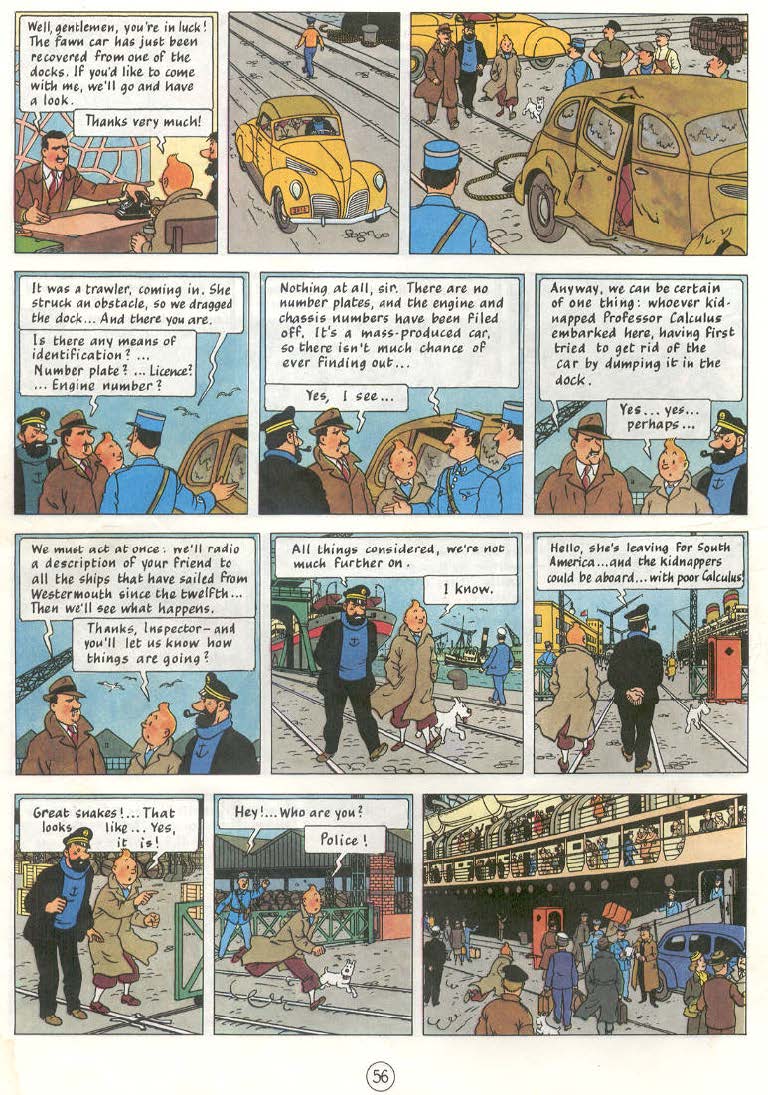 Well, gentlemen, you're in luck!
The fawn car has just been
recovered from one of the
docks. If you'd like to come
with me, we'll go and have
a look.
Thanks very much!
It was a trawler, coming in. She
struck an obstacle, so we dragged
the dock... And there you are.
Is there any means of
identification? ...
Number plate? ... Licence?
... Engine number?
Nothing at all, sir. There are no
number plates, and the engine and
chassis numbers have been filed
off. It's a mass-produced car,
so there isn't much chance of
ever finding out...
Yes, I see...
Anyway, we can be certain
of one thing: whoever kid-
napped Professor Calculus
embarked here, having first
tried to get rid of the
car by dumping it in the
dock.
Yes... yes...
perhaps...
We must act at once: we'll radio
a description of your friend to
all the ships that have sailed from
Westermouth since the twelfth...
Then we'll see what happens.
Thanks, Inspector - and
you'll let us know how
things are going?
All things considered, we're not
much further on.
I know.
Hello, she's leaving for South
America...and the kidnappers
could be aboard...with poor Calculus!
Great snakes!... That
looks like... Yes,
it is!
Hey!...Who are you?
Police!
56